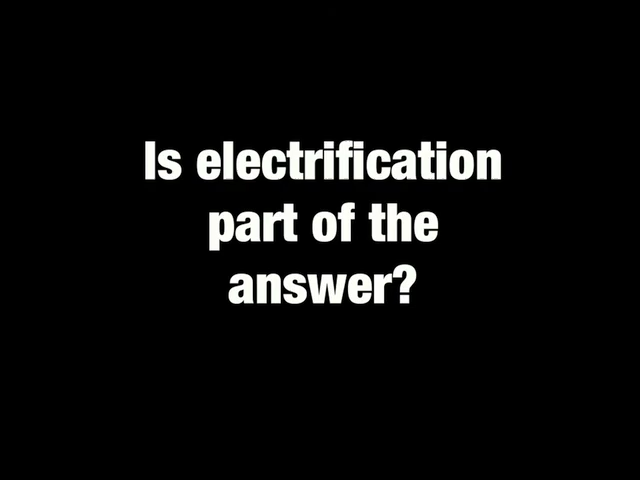 Is electrification
part of the
answer?